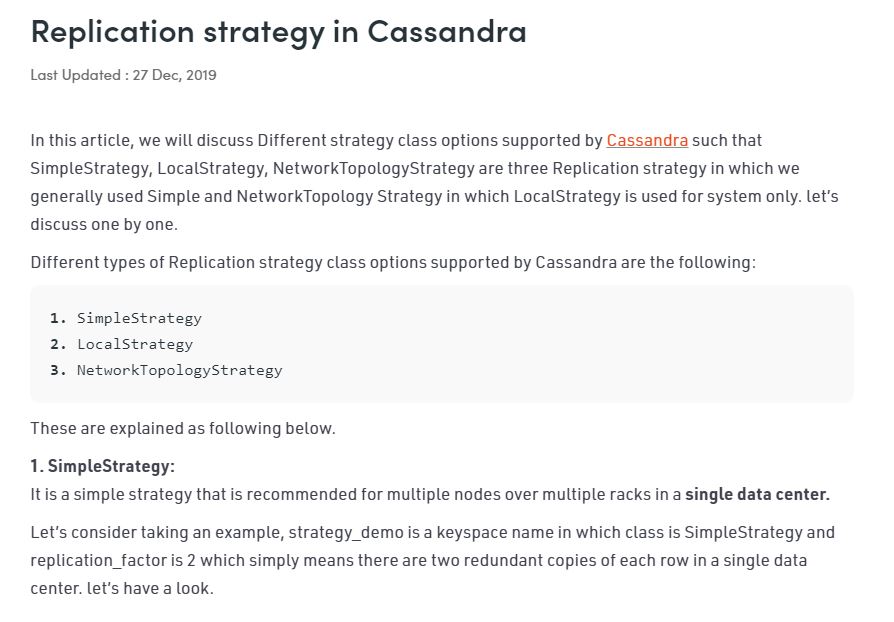 Replication strategy in Cassandra
Last Updated : 27 Dec, 2019
In this article, we will discuss Different strategy class options supported by Cassandra such that
SimpleStrategy, LocalStrategy, NetworkTopologyStrategy are three Replication strategy in which we
generally used Simple and NetworkTopology Strategy in which LocalStrategy is used for system only. let's
discuss one by one.
Different types of Replication strategy class options supported by Cassandra are the following:
1. SimpleStrategy
2. LocalStrategy
3. NetworkTopologyStrategy
These are explained as following below.
1. SimpleStrategy:
It is a simple strategy that is recommended for multiple nodes over multiple racks in a single data center.
Let's consider taking an example, strategy_demo is a keyspace name in which class is SimpleStrategy and
replication_factor is 2 which simply means there are two redundant copies of each row in a single data
center. let's have a look.